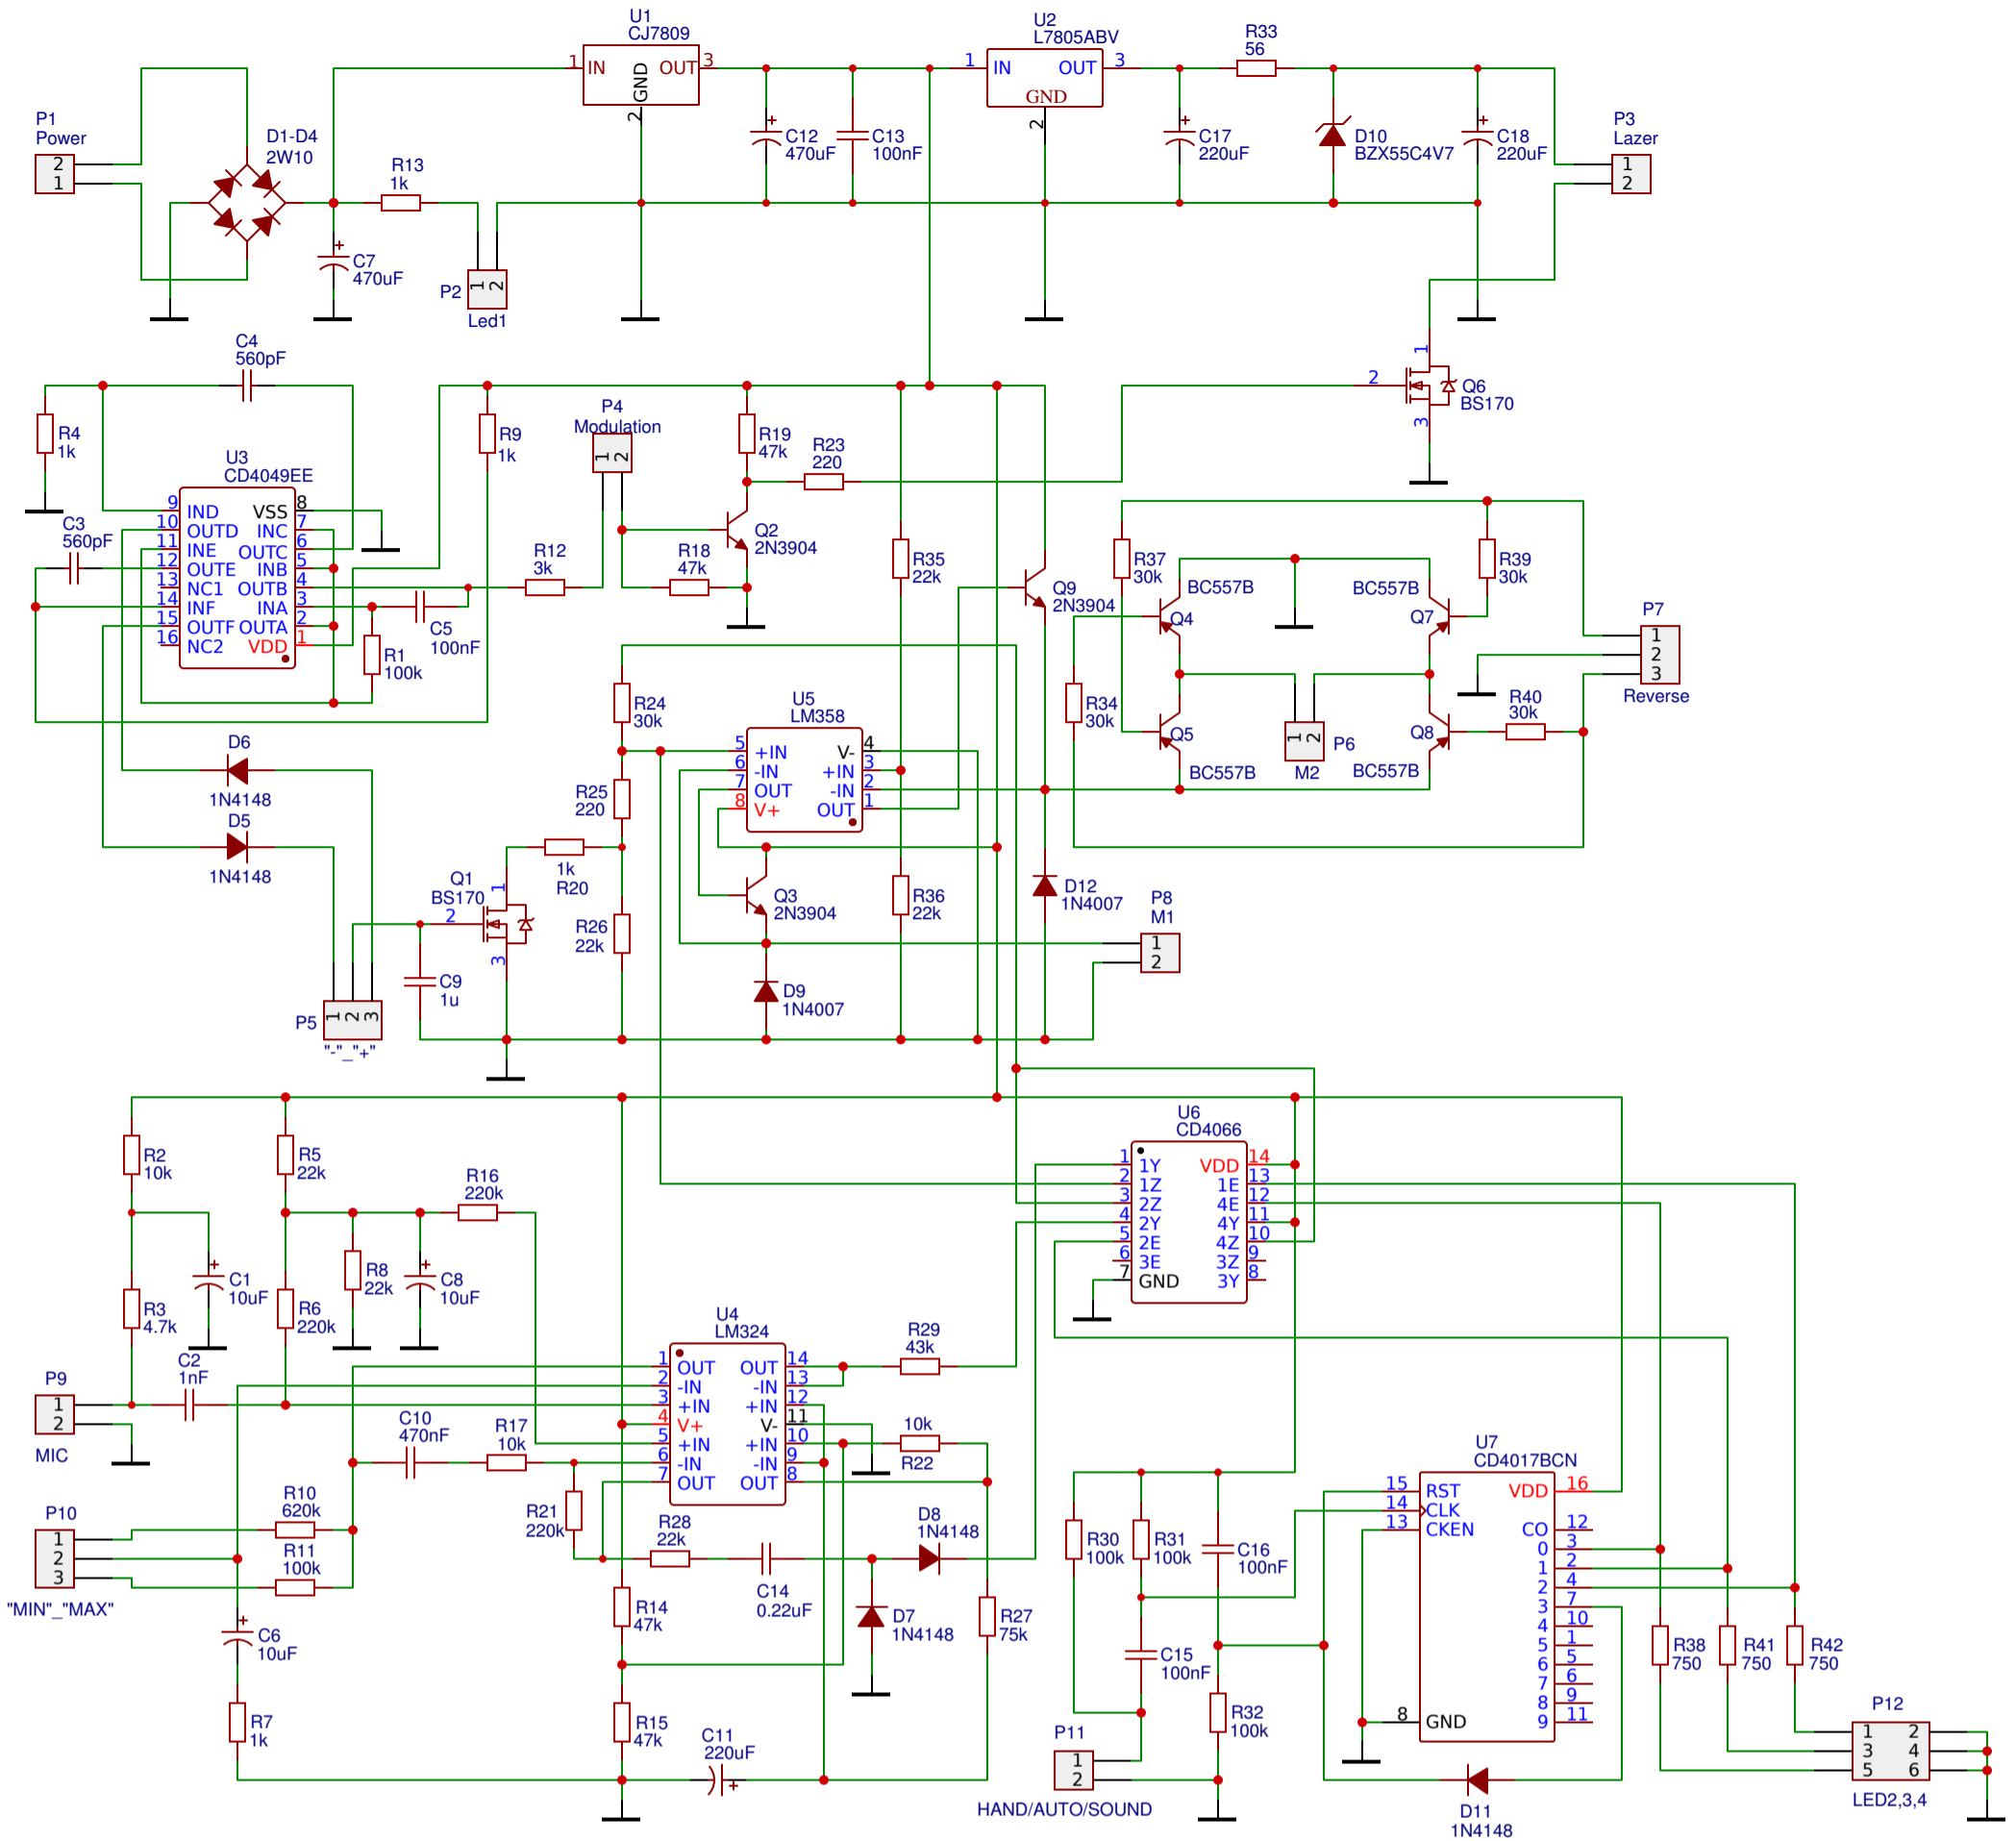 P1
Power
2
1
D1-D4
2W10
R13
1k
C7
470uF
1
2
P2
Led1
U1
CJ7809
1
IN
OUT
3
GND
2
C12
470uF
C13
100nF
U2
L7805ABV
1
IN
OUT
3
GND
2
C17
220uF
R33
56
D10
BZX55C4V7
C18
220uF
P3
Lazer
1
2
1
2
3
Q6
BS170
C4
560pF
R4
1k
U3
CD4049EE
C3
560pF
9 IND
10 OUTD
11 INE
12 OUTE
13 NC1
14 INF
15 OUTF
16 NC2
VSS 8
INC 7
OUTC 6
INB 5
OUTB 4
INA 3
OUTA 2
VDD 1
R1
100k
C5
100nF
R9
1k
R12
3k
P4
Modulation
1
2
R18
47k
R19
47k
R23
220
Q2
2N3904
R35
22k
Q9
2N3904
R37
30k
BC557B
Q4
BC557B
Q7
R39
30k
R34
30k
Q5
BC557B
Q8
BC557B
1
2
P6
M2
R40
30k
P7
1
2
3
Reverse
D6
1N4148
D5
1N4148
R24
30k
R25
220
U5
LM358
5 +IN
6 -IN
7 OUT
8 V+
V- 4
+IN 3
-IN 2
OUT 1
1k
R20
Q1
BS170
1
2
3
R26
22k
Q3
2N3904
R36
22k
D12
1N4007
P8
M1
1
2
C9
1u
D9
1N4007
P5
1
2
3
"-"_"+"
R2
10k
R5
22k
R16
220k
C1
10uF
R3
4.7k
R6
220k
R8
22k
C8
10uF
U6
CD4066
1 1Y
2 1Z
3 2Z
4 2Y
5 2E
6 3E
7 GND
VDD 14
1E 13
4E 12
4Y 11
4Z 10
3Z 9
3Y 8
P9
1
2
MIC
C2
1nF
U4
LM324
1 OUT
2 -IN
3 +IN
4 V+
5 +IN
6 -IN
7 OUT
OUT 14
-IN 13
+IN 12
V- 11
+IN 10
-IN 9
OUT 8
R29
43k
10k
R22
C10
470nF
R17
10k
R21
220k
R28
22k
C14
0.22uF
D8
1N4148
D7
1N4148
R27
75k
P10
1
2
3
"MIN"_"MAX"
R10
620k
R11
100k
C6
10uF
R7
1k
R14
47k
R15
47k
C11
220uF
R30
100k
R31
100k
C16
100nF
C15
100nF
R32
100k
P11
1
2
HAND/AUTO/SOUND
U7
CD4017BCN
15 RST
14 CLK
13 CKEN
8 GND
VDD 16
CO 12
0 3
1 2
2 4
3 7
4 10
5 1
6 5
7 6
8 9
9 11
D11
1N4148
R38
750
R41
750
R42
750
P12
1 2
3 4
5 6
LED2,3,4